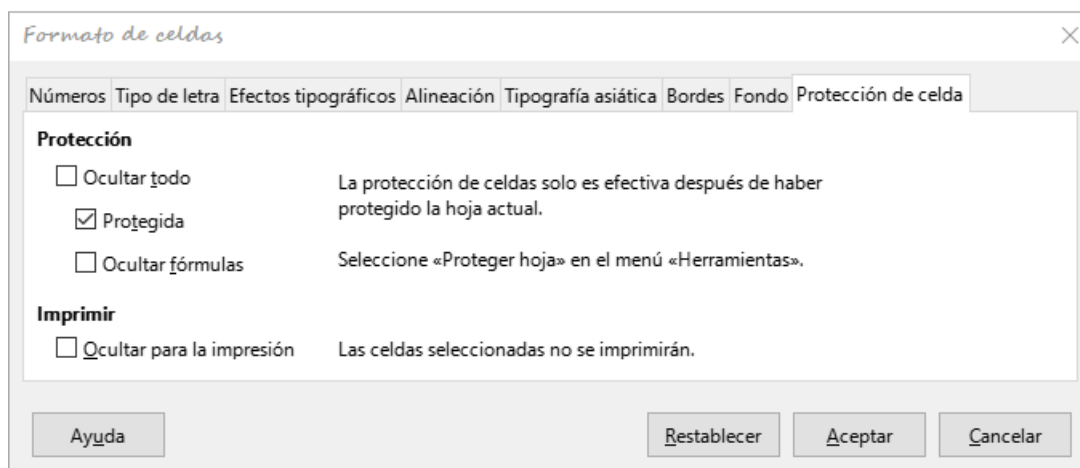 Formato de celdas
Números Tipo de letra Efectos tipográficos Alineación Tipografía asiática Bordes Fondo Protección de celda
Protección
Ocultar todo
La protección de celdas solo es efectiva después de haber
protegido la hoja actual.
Protegida
Ocultar fórmulas
Seleccione «Proteger hoja» en el menú «Herramientas».
Imprimir
Ocultar para la impresión
Las celdas seleccionadas no se imprimirán.
Ayuda Restablecer Aceptar Cancelar